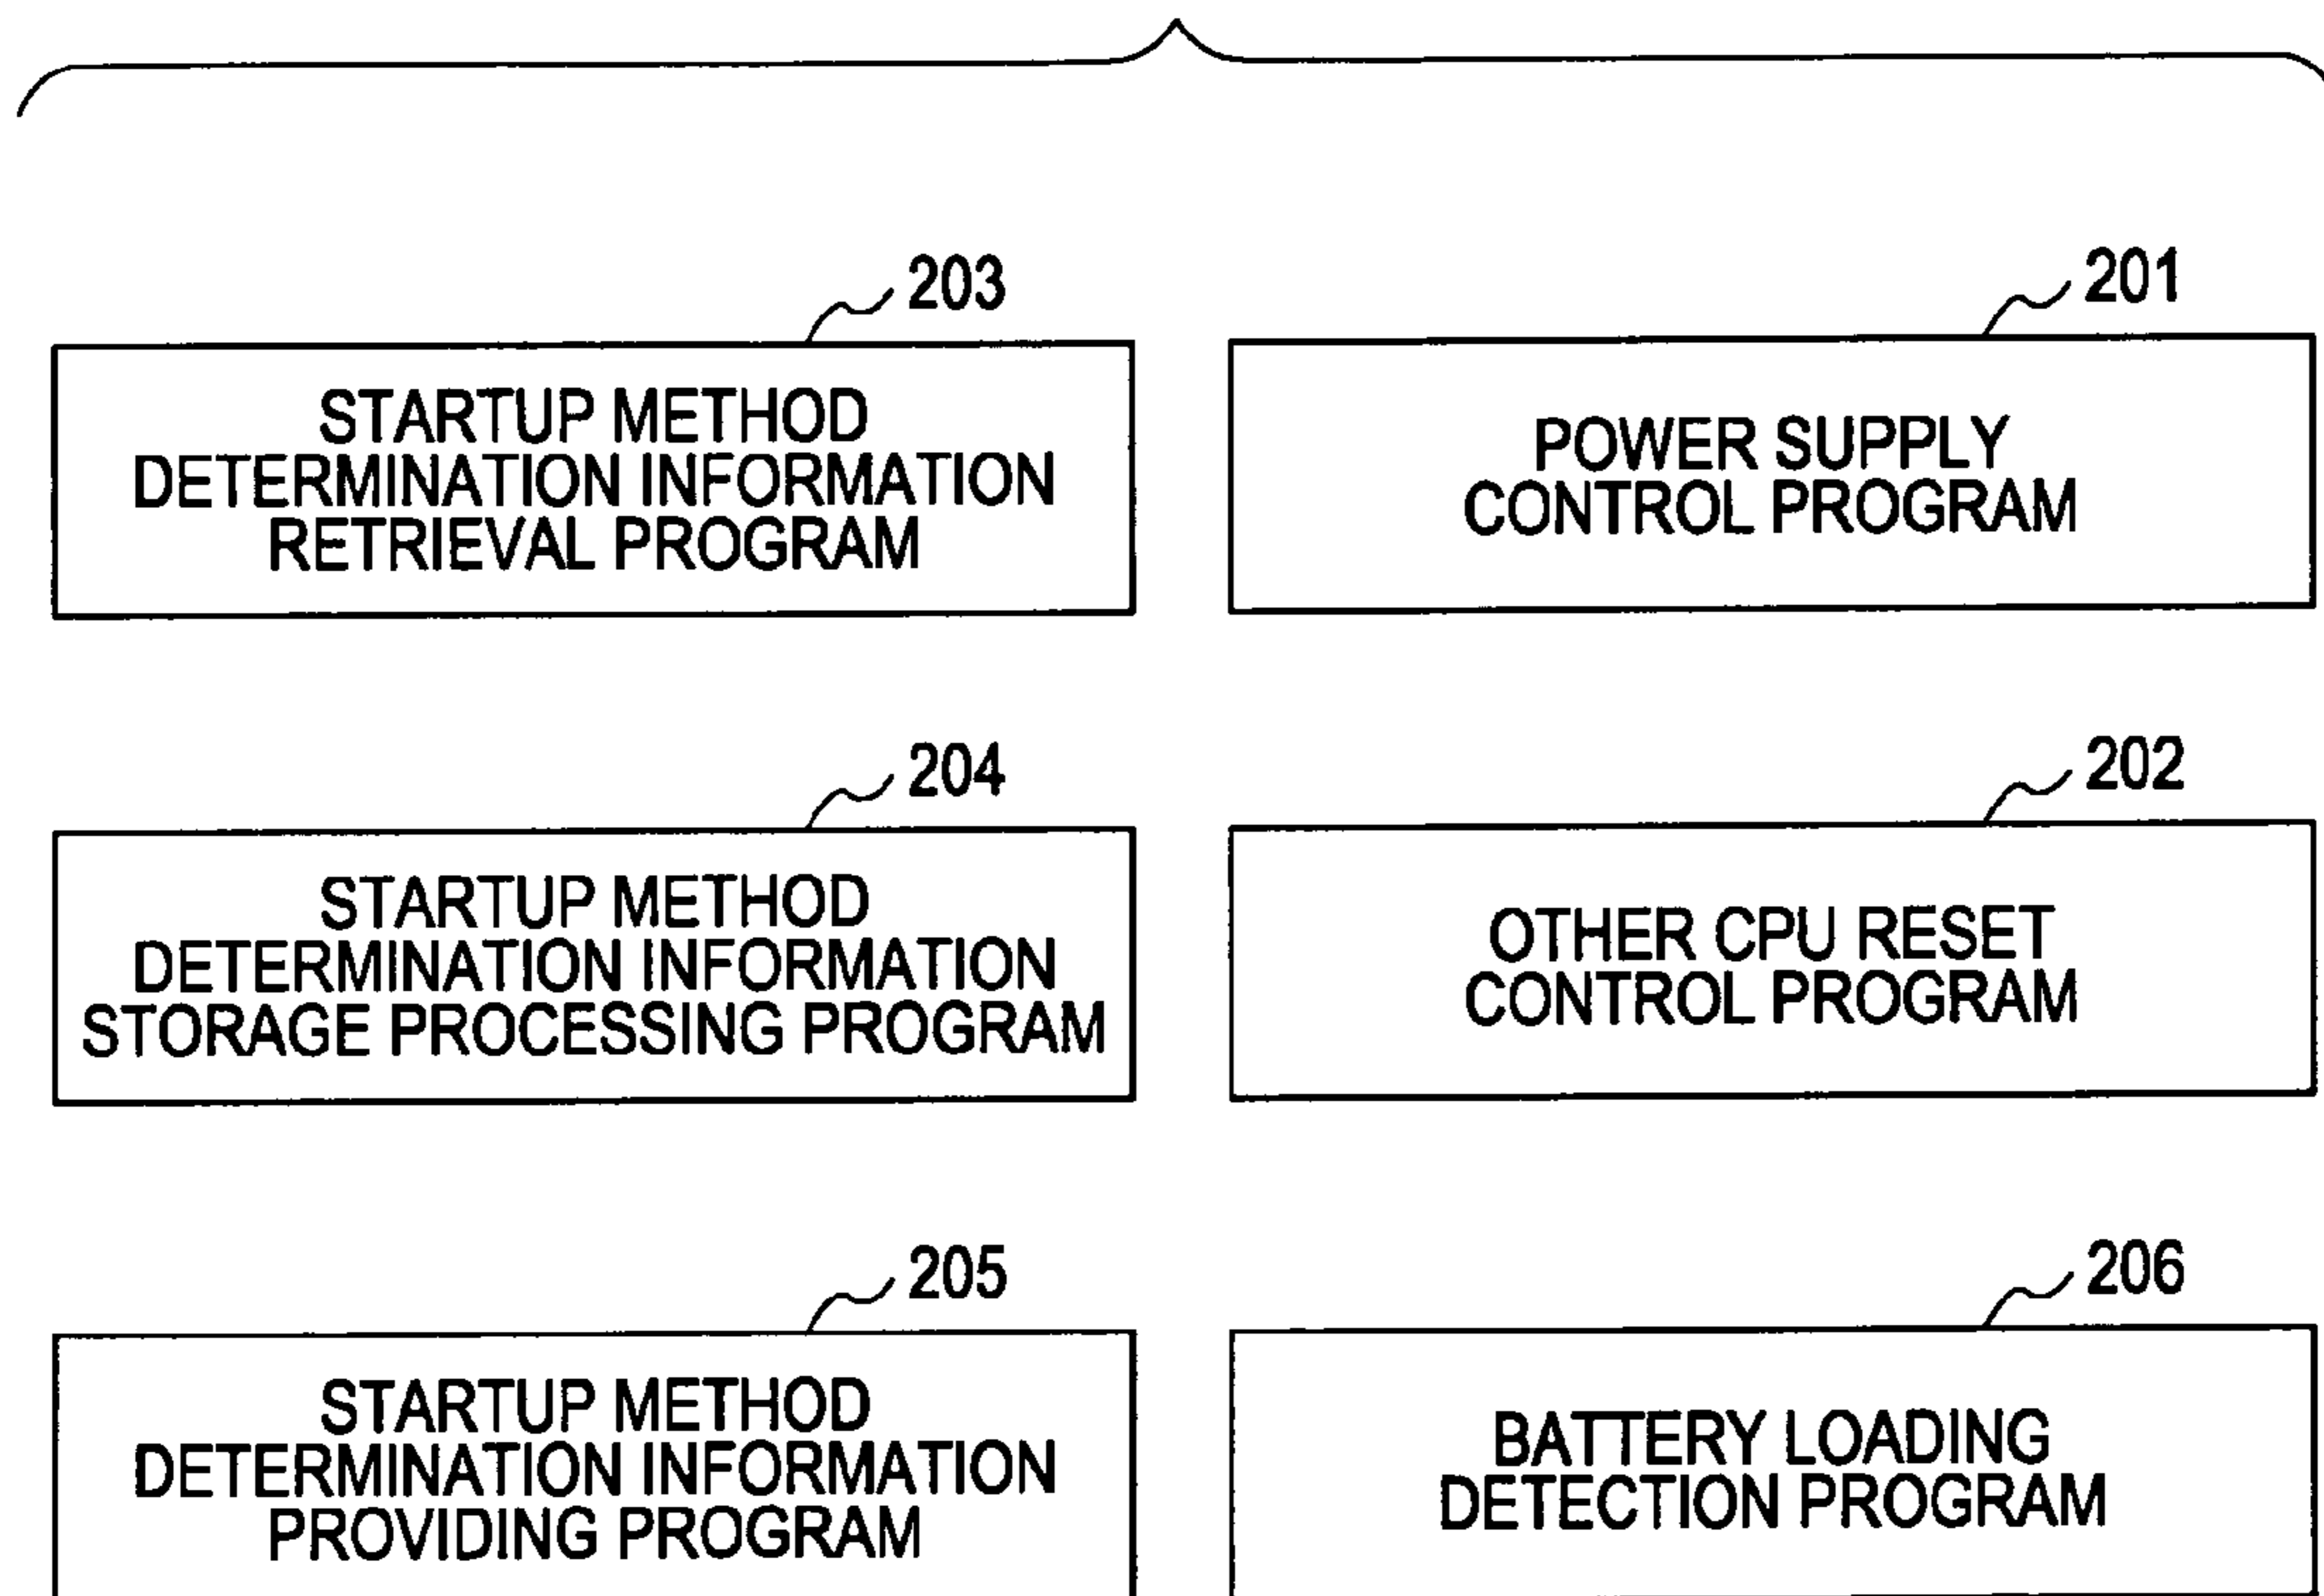 203
STARTUP METHOD
DETERMINATION INFORMATION
RETRIEVAL PROGRAM
201
POWER SUPPLY
CONTROL PROGRAM
204
STARTUP METHOD
DETERMINATION INFORMATION
STORAGE PROCESSING PROGRAM
202
OTHER CPU RESET
CONTROL PROGRAM
205
STARTUP METHOD
DETERMINATION INFORMATION
PROVIDING PROGRAM
206
BATTERY LOADING
DETECTION PROGRAM